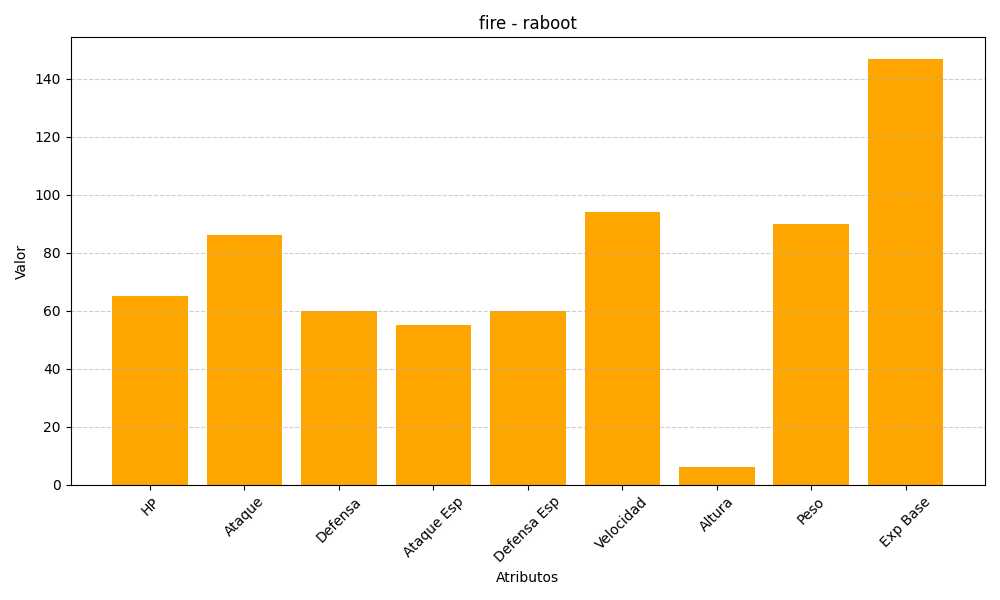 fire - raboot
Valor
140
120
100
80
60
40
20
0
HP
Ataque
Defensa
Ataque Esp
Defensa Esp
Velocidad
Altura
Peso
Exp Base
Atributos